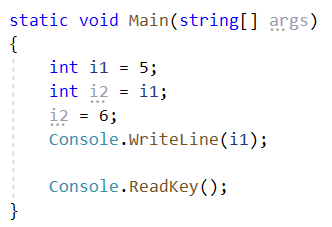 static void Main(string[] args)
{
int i1 = 5;
int i2 = i1;
i2 = 6;
Console.WriteLine(i1);
Console.ReadKey();
}